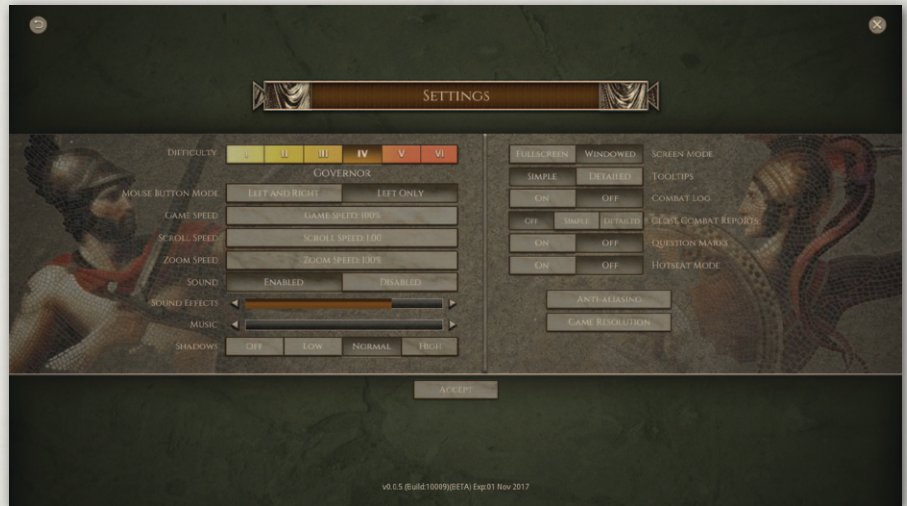 SETTINGS
DIFFICULTY I II III IV V VI
GOVERNOR
MOUSE BUTTON MODE LEFT AND RIGHT LEFT ONLY
GAME SPEED GAME SPEED: 100%
SCROLL SPEED SCROLL SPEED: 1.00
ZOOM SPEED ZOOM SPEED: 100%
SOUND ENABLED DISABLED
SOUND EFFECTS
MUSIC
SHADOWS OFF LOW NORMAL HIGH
FULLSCREEN WINDOWED SCREEN MODE
SIMPLE DETAILED TOOLTIPS
ON OFF COMBAT LOG
OFF SIMPLE DETAILED GLOSS COMBAT REPORTS
ON OFF QUESTION MARKS
ON OFF HOTSEAT MODE
ANTI-ALIASING
GAME RESOLUTION
ACCEPT
v0.0.5 (Build:10009)(BETA) Exp:01 Nov 2017